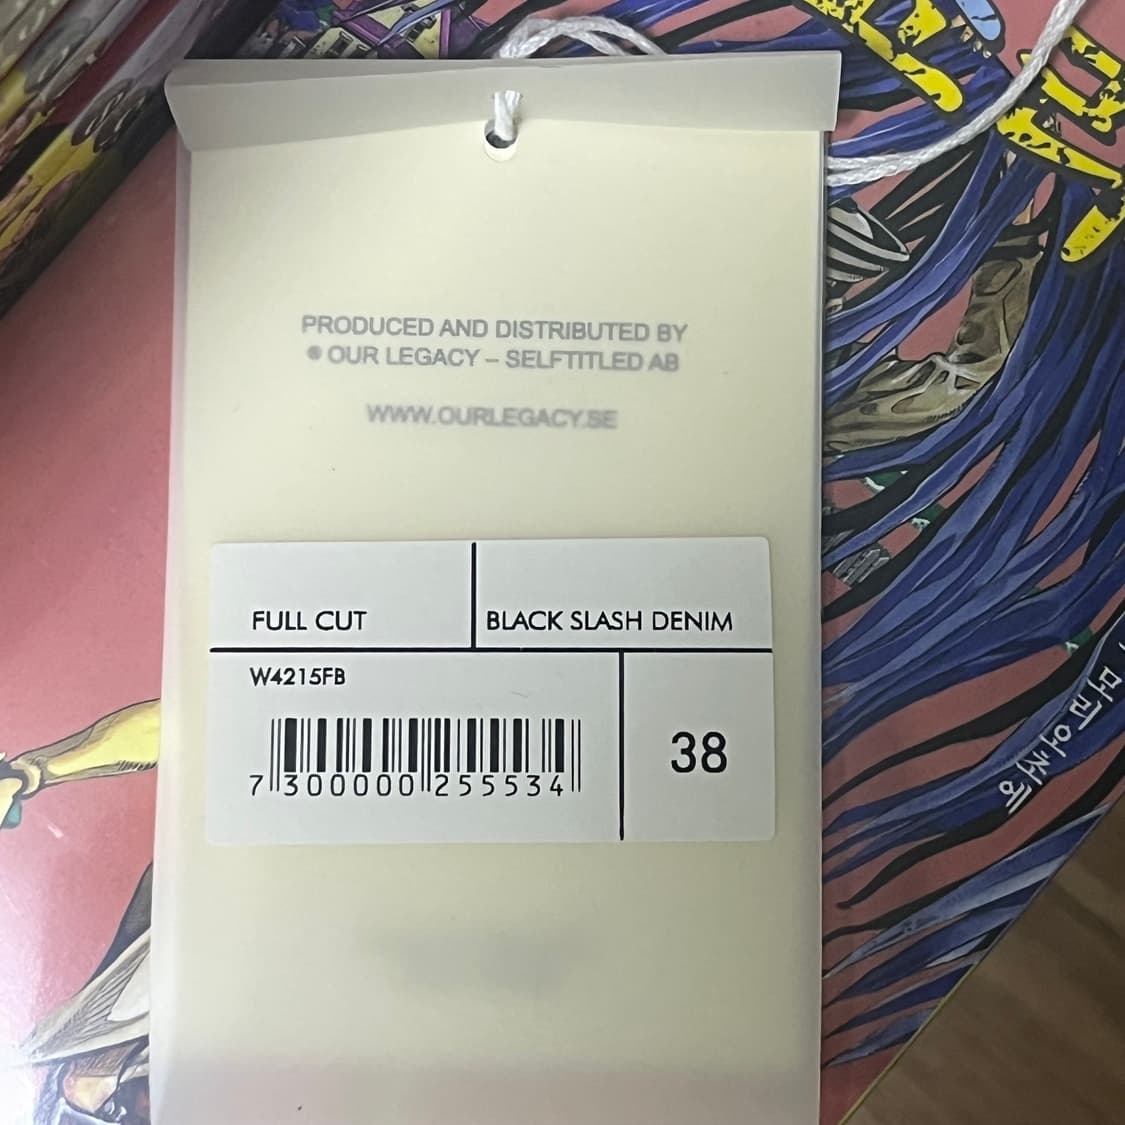 PRODUCED AND DISTRIBUTED BY
® OUR LEGACY – SELFTITLED AB
WWW.OURLEGACY.SE
FULL CUT
BLACK SLASH DENIM
W4215FB
38
7 300000 255534